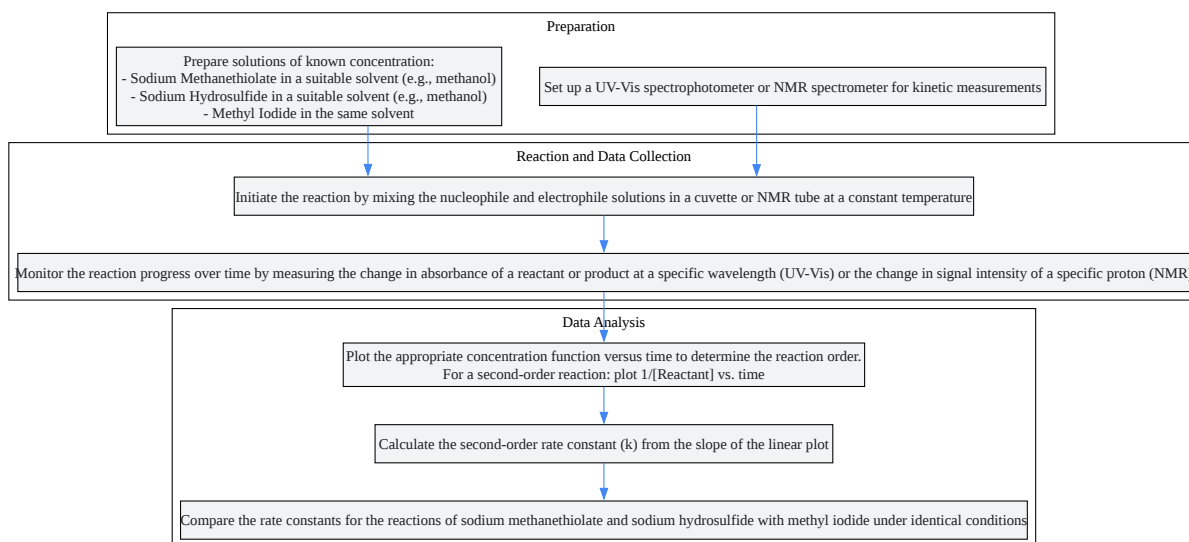 Preparation
Prepare solutions of known concentration:
- Sodium Methanethiolate in a suitable solvent (e.g., methanol)
- Sodium Hydrosulfide in a suitable solvent (e.g., methanol)
- Methyl Iodide in the same solvent
Set up a UV-Vis spectrophotometer or NMR spectrometer for kinetic measurements
Reaction and Data Collection
Initiate the reaction by mixing the nucleophile and electrophile solutions in a cuvette or NMR tube at a constant temperature
Monitor the reaction progress over time by measuring the change in absorbance of a reactant or product at a specific wavelength (UV-Vis) or the change in signal intensity of a specific proton (NMR)
Data Analysis
Plot the appropriate concentration function versus time to determine the reaction order.
For a second-order reaction: plot 1/[Reactant] vs. time
Calculate the second-order rate constant (k) from the slope of the linear plot
Compare the rate constants for the reactions of sodium methanethiolate and sodium hydrosulfide with methyl iodide under identical conditions